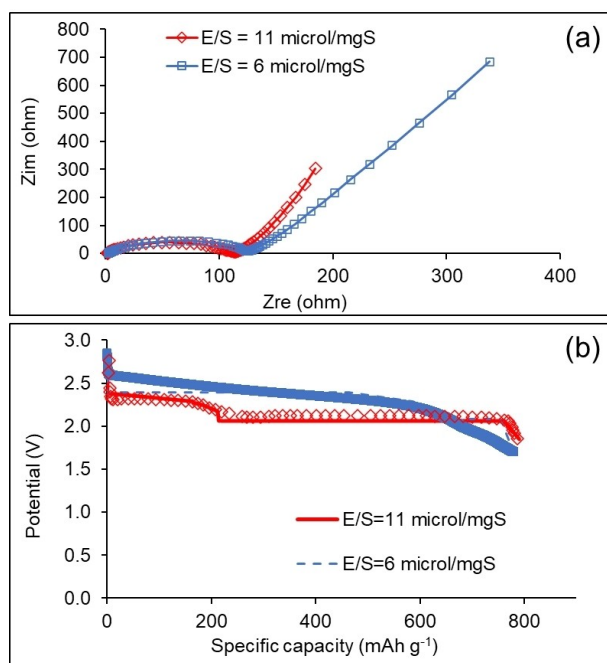 (a)
E/S = 11 microl/mgS
E/S = 6 microl/mgS
800
700
600
500
400
300
200
100
0
Zim (ohm)
0 100 200 300 400
Zre (ohm)
(b)
3.0
2.5
2.0
1.5
1.0
0.5
0.0
Potential (V)
E/S=11 microl/mgS
E/S=6 microl/mgS
0 200 400 600 800
Specific capacity (mAh g⁻¹)